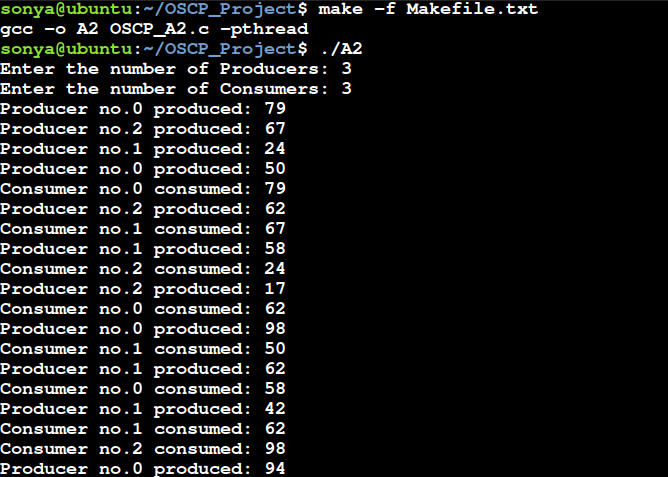 sonya@ubuntu:~/OSCP_Project$ make -f Makefile.txt
gcc -o A2 OSCP_A2.c -pthread
sonya@ubuntu:~/OSCP_Project$ ./A2
Enter the number of Producers: 3
Enter the number of Consumers: 3
Producer no.0 produced: 79
Producer no.2 produced: 67
Producer no.1 produced: 24
Producer no.0 produced: 50
Consumer no.0 consumed: 79
Producer no.2 produced: 62
Consumer no.1 consumed: 67
Producer no.1 produced: 58
Consumer no.2 consumed: 24
Producer no.2 produced: 17
Consumer no.0 consumed: 62
Producer no.0 produced: 98
Consumer no.1 consumed: 50
Producer no.1 produced: 62
Consumer no.0 consumed: 58
Producer no.1 produced: 42
Consumer no.1 consumed: 62
Consumer no.2 consumed: 98
Producer no.0 produced: 94